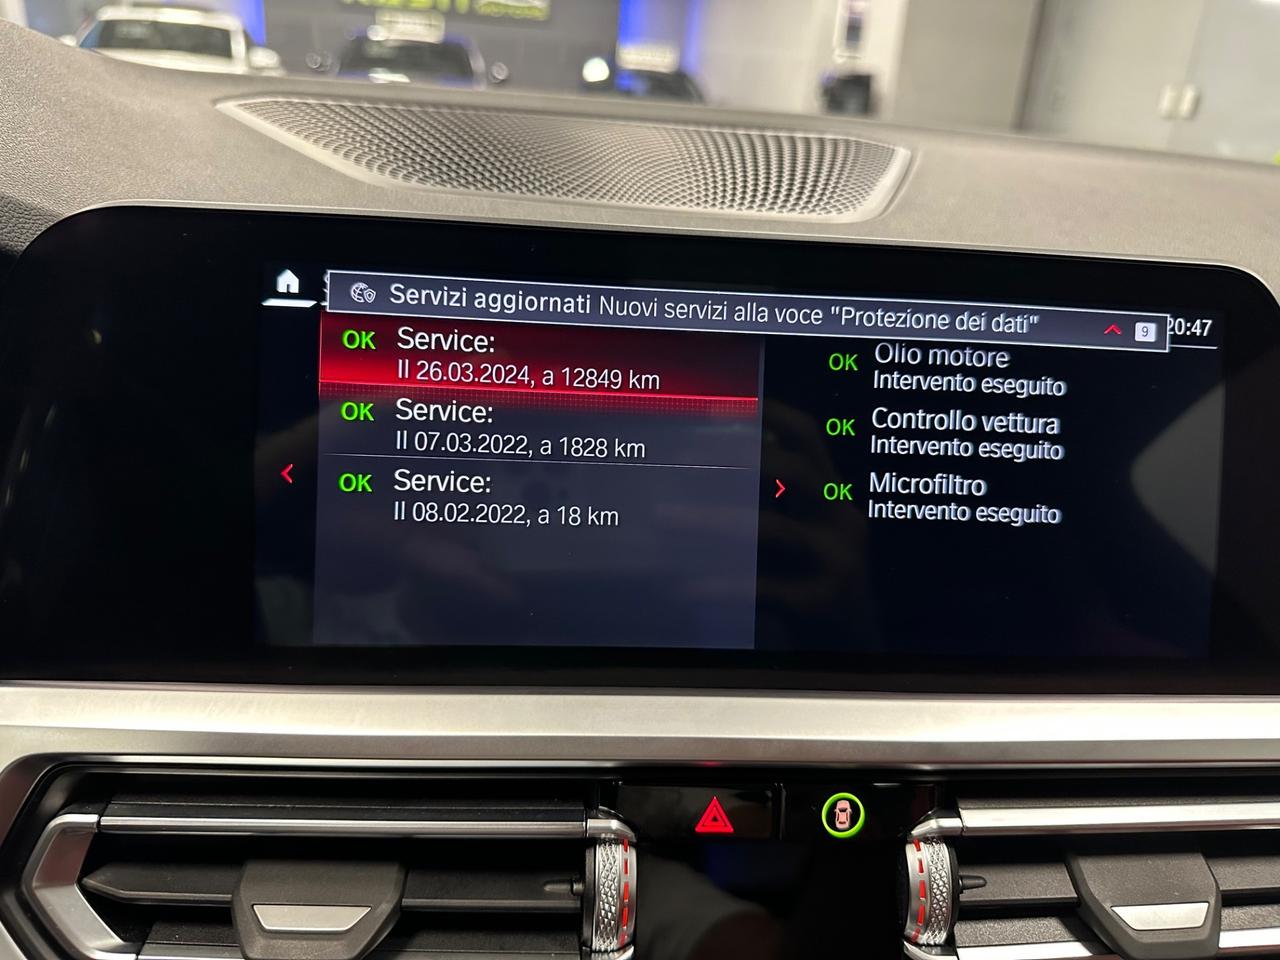 Servizi aggiornati Nuovi servizi alla voce "Protezione dei dati"
9
20:47
OK Service:
Il 26.03.2024, a 12849 km
OK Service:
Il 07.03.2022, a 1828 km
OK Service:
Il 08.02.2022, a 18 km
OK Olio motore
Intervento eseguito
OK Controllo vettura
Intervento eseguito
OK Microfiltro
Intervento eseguito